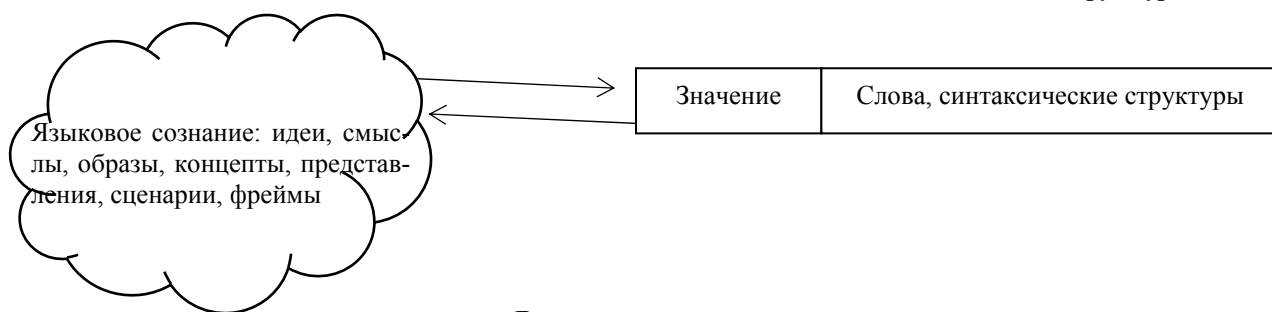 Значение
Слова, синтаксические структуры
Языковое сознание: идеи, смыс-
лы, образы, концепты, представ-
ления, сценарии, фреймы